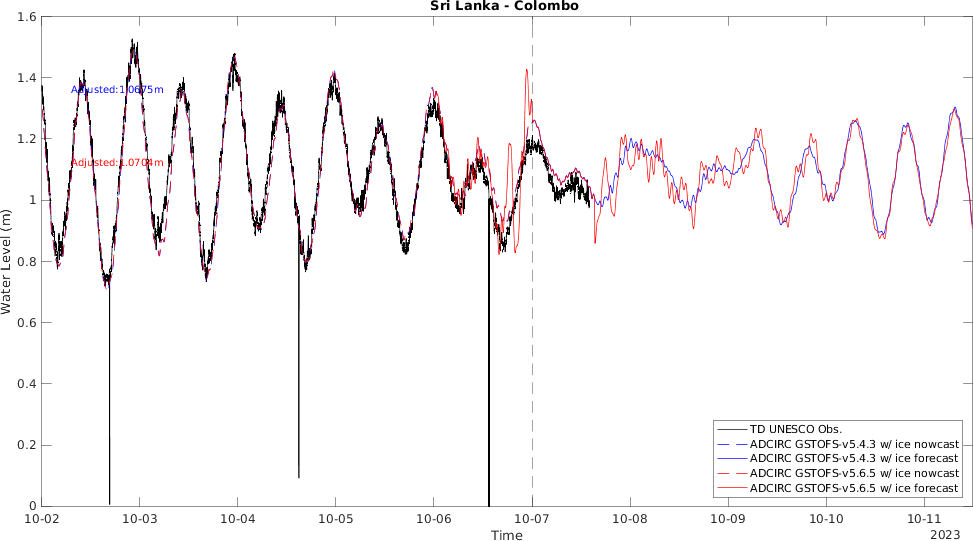 Sri Lanka - Colombo
1.6
1.4
1.2
1
0.8
0.6
0.4
0.2
0
Water Level (m)
Adjusted:1.0675m
Adjusted:1.0704m
TD UNESCO Obs.
ADCIRC GSTOFS-v5.4.3 w/ ice nowcast
ADCIRC GSTOFS-v5.4.3 w/ ice forecast
ADCIRC GSTOFS-v5.6.5 w/ ice nowcast
ADCIRC GSTOFS-v5.6.5 w/ ice forecast
10-02 10-03 10-04 10-05 10-06 10-07 10-08 10-09 10-10 10-11
Time
2023